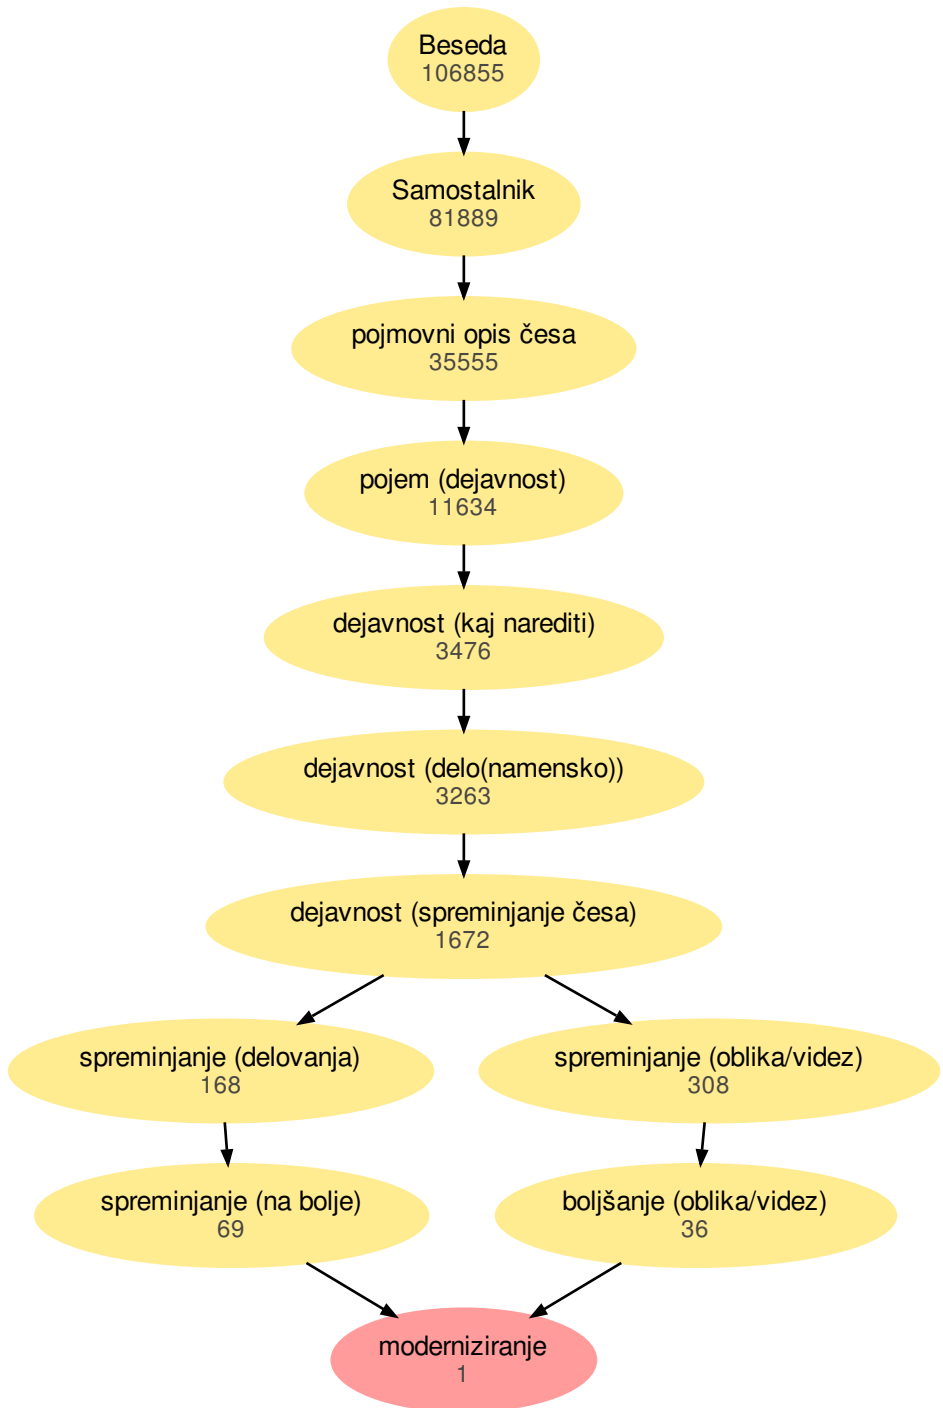 Beseda
106855
Samostalnik
81889
pojmovni opis česa
35555
pojem (dejavnost)
11634
dejavnost (kaj narediti)
3476
dejavnost (delo(namensko))
3263
dejavnost (spreminjanje česa)
1672
spreminjanje (delovanja)
168
spreminjanje (oblika/videz)
308
spreminjanje (na bolje)
69
boljšanje (oblika/videz)
36
moderniziranje
1